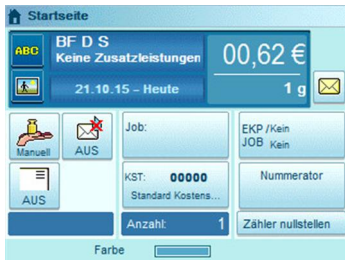 Startseite
ABC
BF D S
Keine Zusatzleistungen
00,62 €
21.10.15 – Heute
1 g
Manuell
AUS
Job:
EKP /Kein
JOB Kein
AUS
KST: 00000
Standard Kostens...
Nummerator
Anzahl: 1
Zähler nullstellen
Farbe